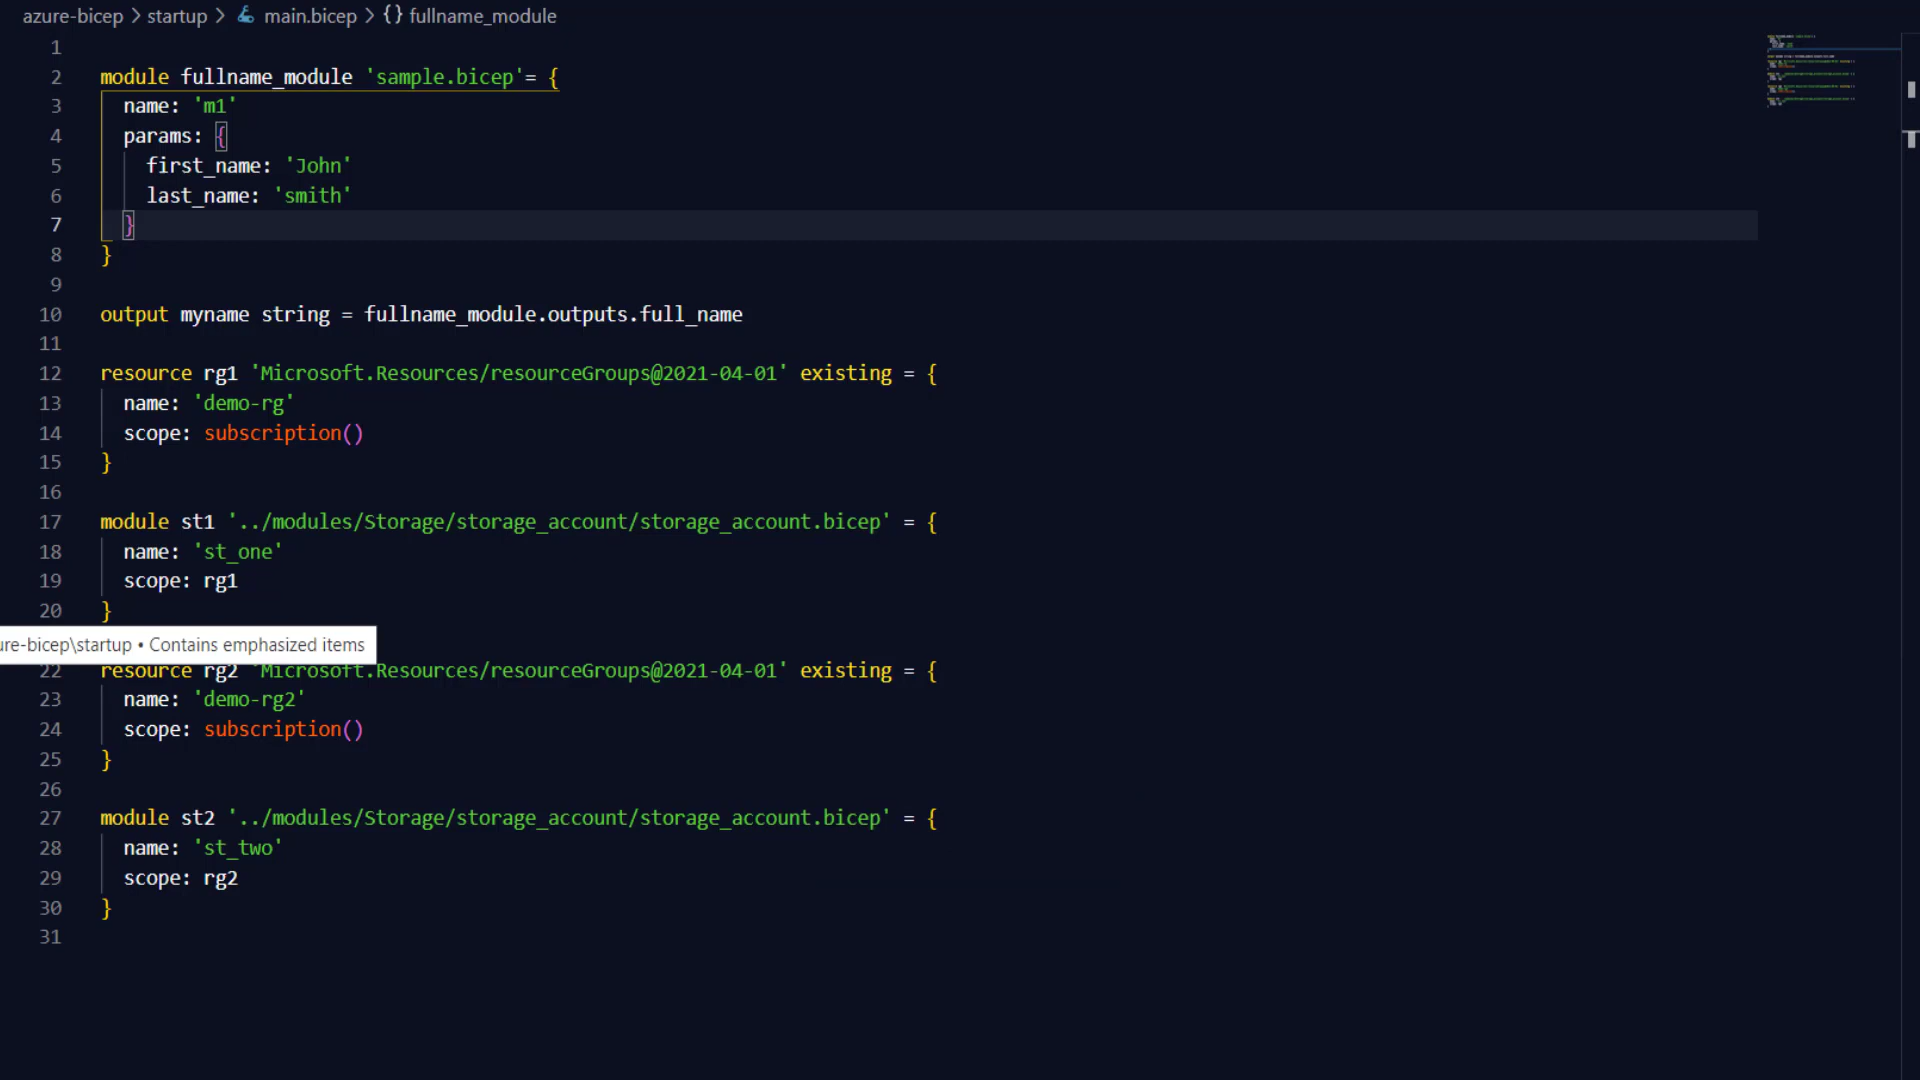 azure-bicep > startup > main.bicep > {} fullname_module
1
2 module fullname_module 'sample.bicep'= {
3 name: 'm1'
4 params: {
5 first_name: 'John'
6 last_name: 'smith'
7 }
8 }
9
10 output myname string = fullname_module.outputs.full_name
11
12 resource rg1 'Microsoft.Resources/resourceGroups@2021-04-01' existing = {
13 name: 'demo-rg'
14 scope: subscription()
15 }
16
17 module st1 '../modules/Storage/storage_account/storage_account.bicep' = {
18 name: 'st_one'
19 scope: rg1
20 }
ure-bicep\startup • Contains emphasized items
22 resource rg2 'Microsoft.Resources/resourceGroups@2021-04-01' existing = {
23 name: 'demo-rg2'
24 scope: subscription()
25 }
26
27 module st2 '../modules/Storage/storage_account/storage_account.bicep' = {
28 name: 'st_two'
29 scope: rg2
30 }
31